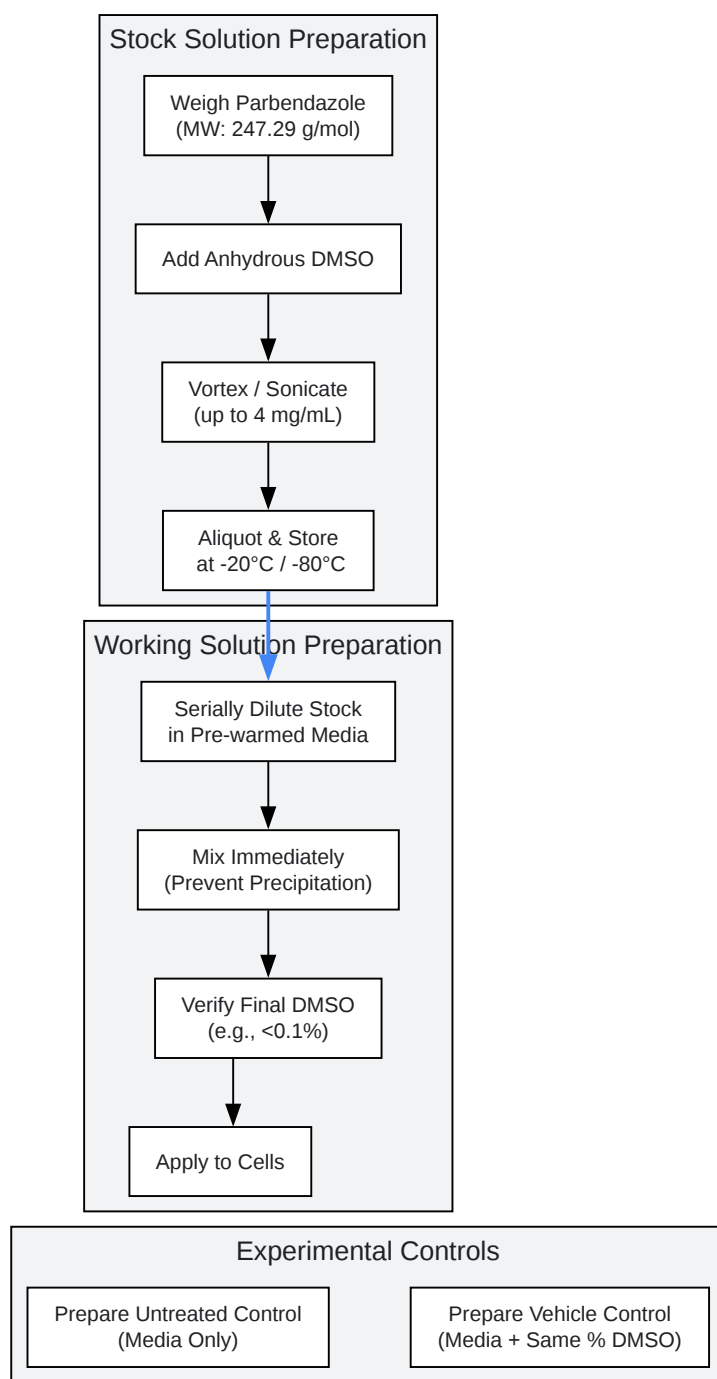 Stock Solution Preparation
Weigh Parbendazole
(MW: 247.29 g/mol)
Add Anhydrous DMSO
Vortex / Sonicate
(up to 4 mg/mL)
Aliquot & Store
at -20°C / -80°C
Working Solution Preparation
Serially Dilute Stock
in Pre-warmed Media
Mix Immediately
(Prevent Precipitation)
Verify Final DMSO
(e.g., <0.1%)
Apply to Cells
Experimental Controls
Prepare Untreated Control
(Media Only)
Prepare Vehicle Control
(Media + Same % DMSO)